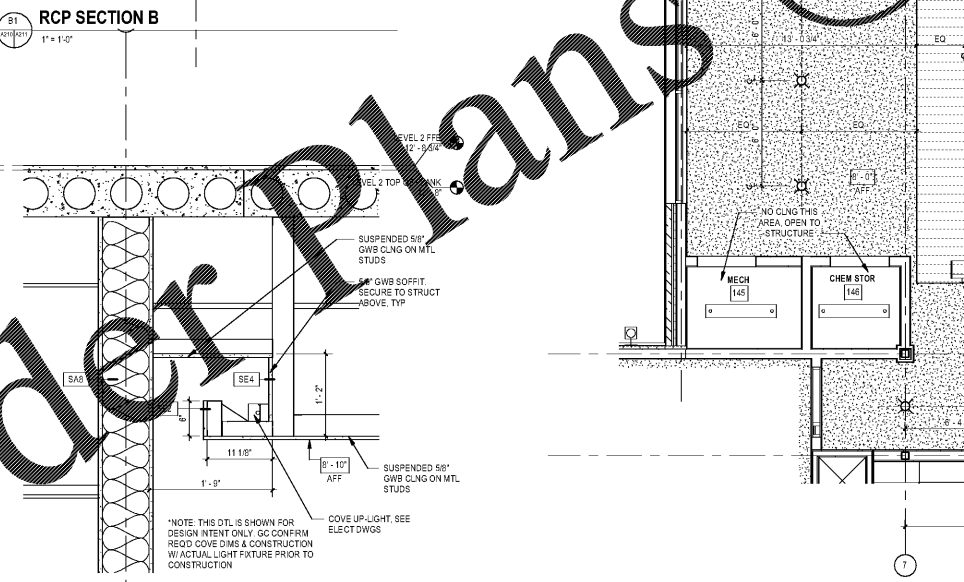 B1
A210 A211
RCP SECTION B
1" = 1'-0"
LEVEL 2 FFE
12' - 8 3/4"
LEVEL 2 TOP OF PLANK
8"
SUSPENDED 5/8"
GWB CLNG ON MTL
STUDS
5/8" GWB SOFFIT.
SECURE TO STRUCT
ABOVE, TYP
SA8
SE4
6"
1' - 2"
11 1/8"
8' - 10"
AFF
1' - 9"
SUSPENDED 5/8"
GWB CLNG ON MTL
STUDS
COVE UP-LIGHT, SEE
ELECT DWGS
*NOTE: THIS DTL IS SHOWN FOR
DESIGN INTENT ONLY. GC CONFIRM
REQ'D COVE DIMS & CONSTRUCTION
W/ ACTUAL LIGHT FIXTURE PRIOR TO
CONSTRUCTION
der Plans
13' - 0 3/4"
EQ
EQ
EQ
8' - 0"
AFF
NO CLNG THIS
AREA, OPEN TO
STRUCTURE
MECH
145
CHEM STOR
146
6' - 4
7